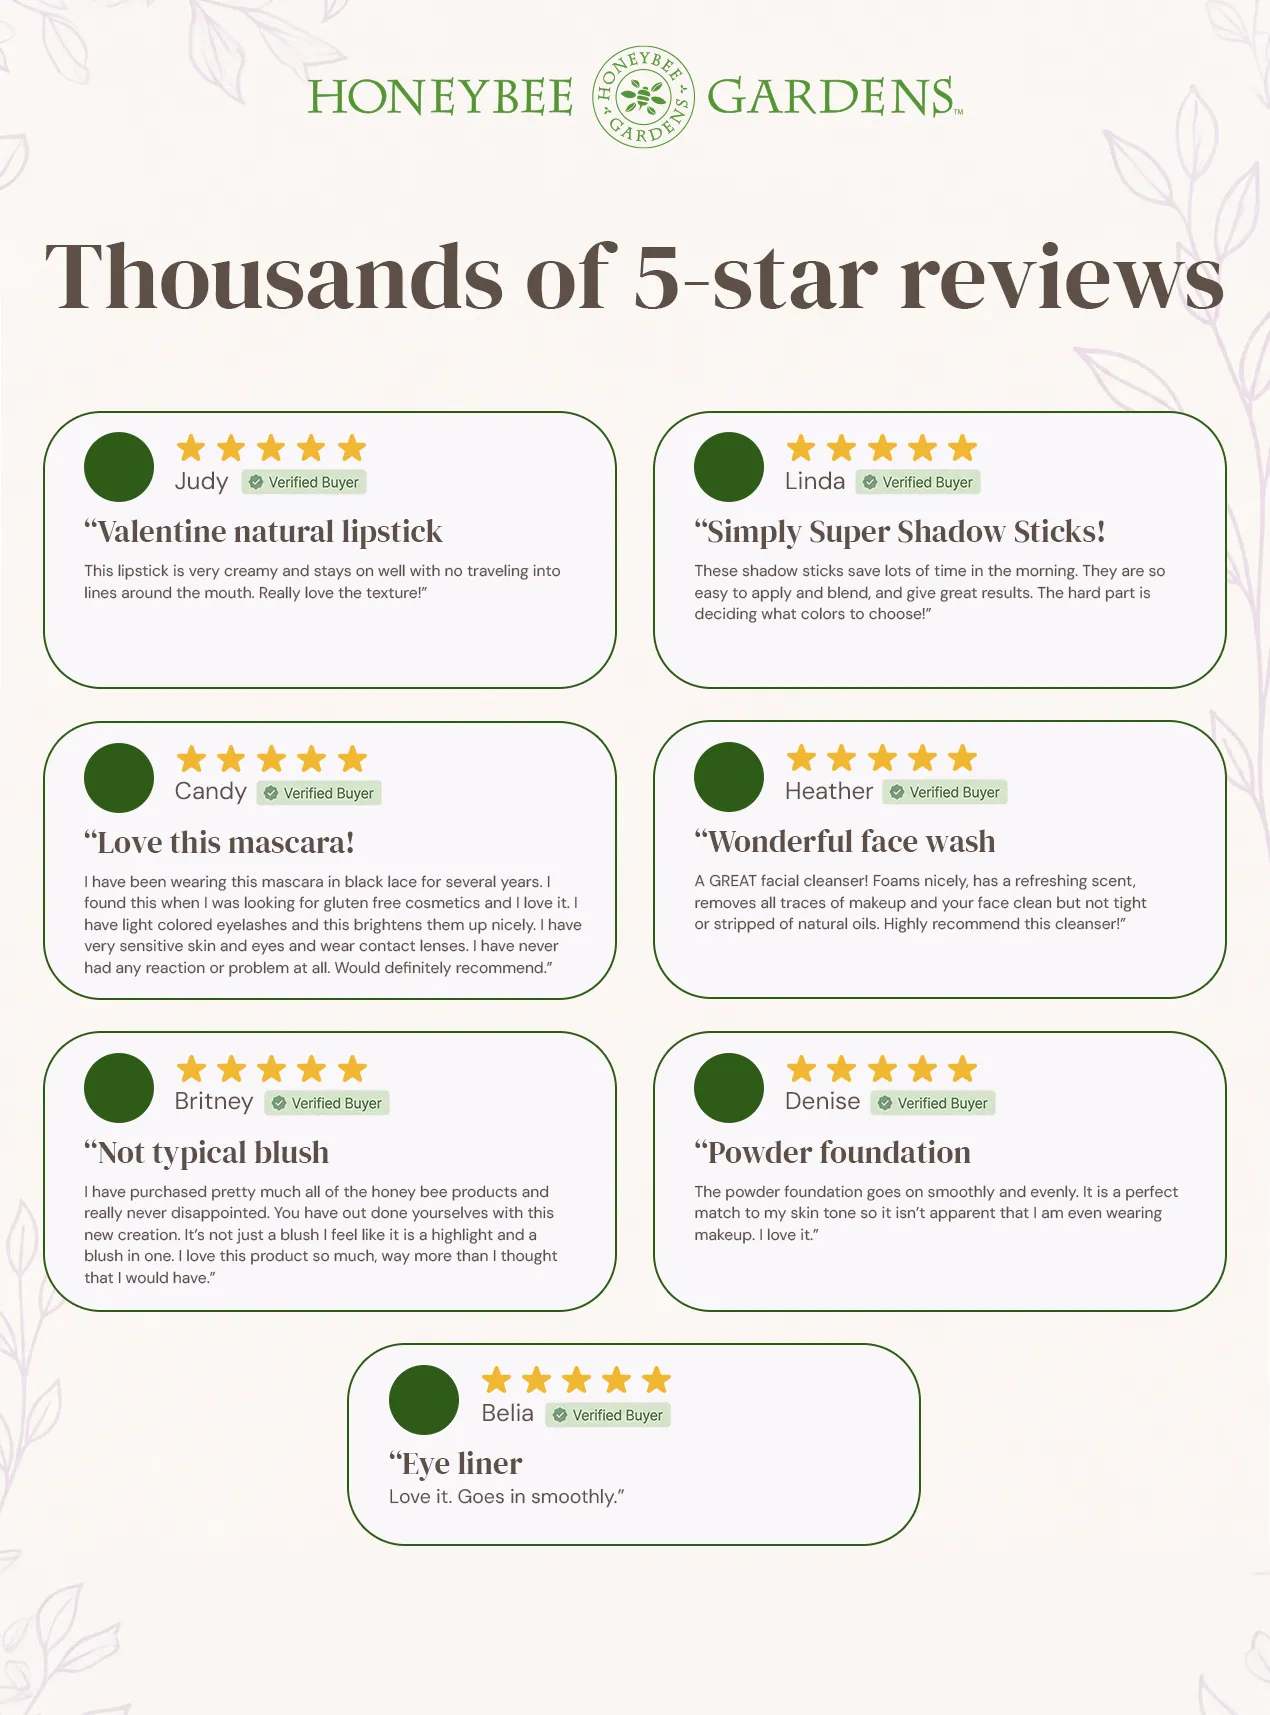 HONEYBEE GARDENS™
HONEYBEE GARDENS
Thousands of 5-star reviews
Judy Verified Buyer
“Valentine natural lipstick
This lipstick is very creamy and stays on well with no traveling into
lines around the mouth. Really love the texture!”
Linda Verified Buyer
“Simply Super Shadow Sticks!
These shadow sticks save lots of time in the morning. They are so
easy to apply and blend, and give great results. The hard part is
deciding what colors to choose!”
Candy Verified Buyer
“Love this mascara!
I have been wearing this mascara in black lace for several years. I
found this when I was looking for gluten free cosmetics and I love it. I
have light colored eyelashes and this brightens them up nicely. I have
very sensitive skin and eyes and wear contact lenses. I have never
had any reaction or problem at all. Would definitely recommend.”
Heather Verified Buyer
“Wonderful face wash
A GREAT facial cleanser! Foams nicely, has a refreshing scent,
removes all traces of makeup and your face clean but not tight
or stripped of natural oils. Highly recommend this cleanser!”
Britney Verified Buyer
“Not typical blush
I have purchased pretty much all of the honey bee products and
really never disappointed. You have out done yourselves with this
new creation. It’s not just a blush I feel like it is a highlight and a
blush in one. I love this product so much, way more than I thought
that I would have.”
Denise Verified Buyer
“Powder foundation
The powder foundation goes on smoothly and evenly. It is a perfect
match to my skin tone so it isn’t apparent that I am even wearing
makeup. I love it.”
Belia Verified Buyer
“Eye liner
Love it. Goes in smoothly.”